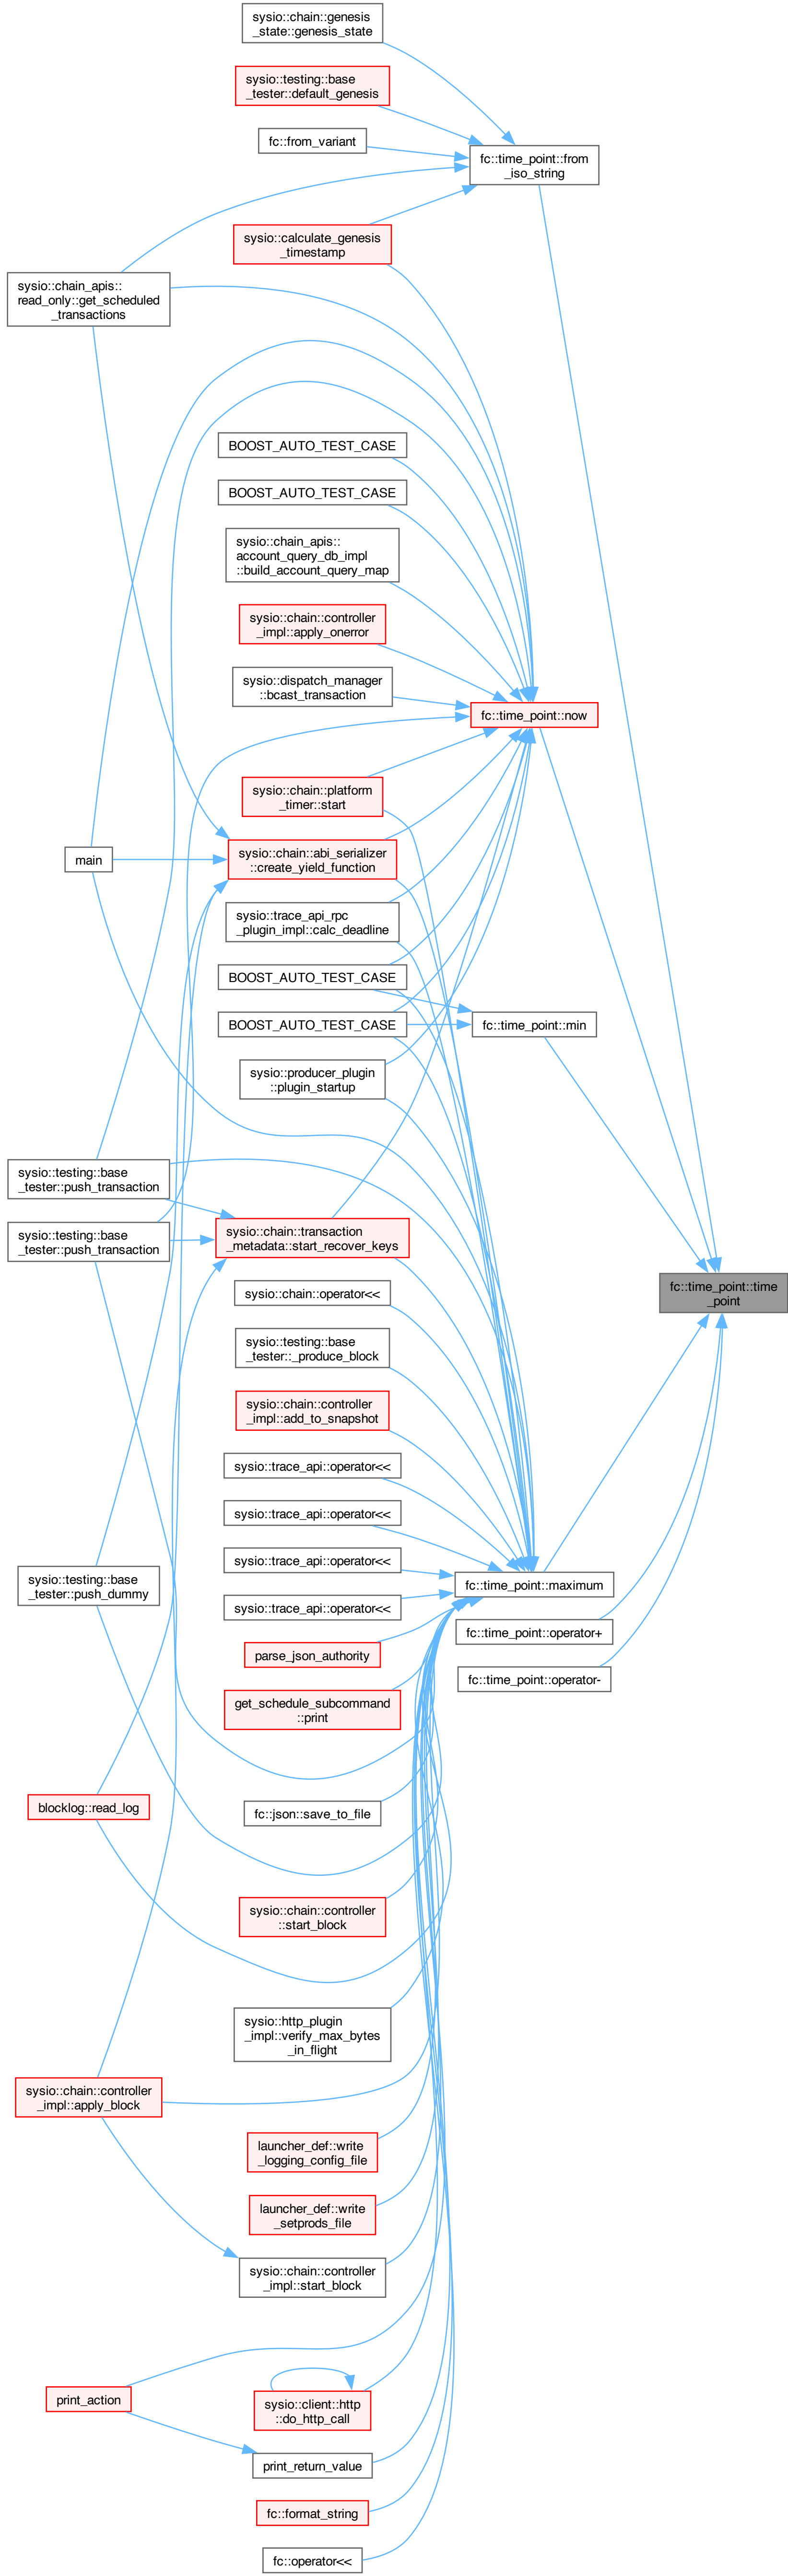 sysio::chain::genesis
_state::genesis_state
sysio::testing::base
_tester::default_genesis
fc::from_variant
fc::time_point::from
_iso_string
sysio::calculate_genesis
_timestamp
sysio::chain_apis::
read_only::get_scheduled
_transactions
BOOST_AUTO_TEST_CASE
BOOST_AUTO_TEST_CASE
sysio::chain_apis::
account_query_db_impl
::build_account_query_map
sysio::chain::controller
_impl::apply_onerror
sysio::dispatch_manager
::bcast_transaction
fc::time_point::now
sysio::chain::platform
_timer::start
main
sysio::chain::abi_serializer
::create_yield_function
sysio::trace_api_rpc
_plugin_impl::calc_deadline
BOOST_AUTO_TEST_CASE
BOOST_AUTO_TEST_CASE
fc::time_point::min
sysio::producer_plugin
::plugin_startup
sysio::testing::base
_tester::push_transaction
sysio::testing::base
_tester::push_transaction
sysio::chain::transaction
_metadata::start_recover_keys
fc::time_point::time
_point
sysio::chain::operator<<
sysio::testing::base
_tester::_produce_block
sysio::chain::controller
_impl::add_to_snapshot
sysio::trace_api::operator<<
sysio::trace_api::operator<<
sysio::trace_api::operator<<
sysio::trace_api::operator<<
sysio::testing::base
_tester::push_dummy
fc::time_point::maximum
fc::time_point::operator+
fc::time_point::operator-
parse_json_authority
get_schedule_subcommand
::print
blocklog::read_log
fc::json::save_to_file
sysio::chain::controller
::start_block
sysio::http_plugin
_impl::verify_max_bytes
_in_flight
sysio::chain::controller
_impl::apply_block
launcher_def::write
_logging_config_file
launcher_def::write
_setprods_file
sysio::chain::controller
_impl::start_block
print_action
sysio::client::http
::do_http_call
print_return_value
fc::format_string
fc::operator<<